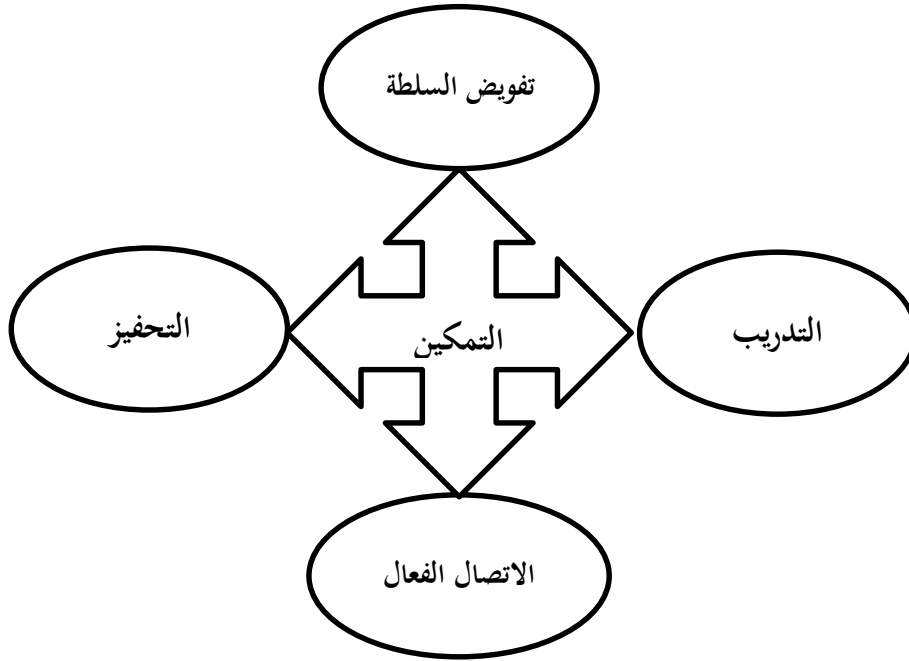 تفويض السلطة
التدريب
التمكين
التحفيز
الاتصال الفعال